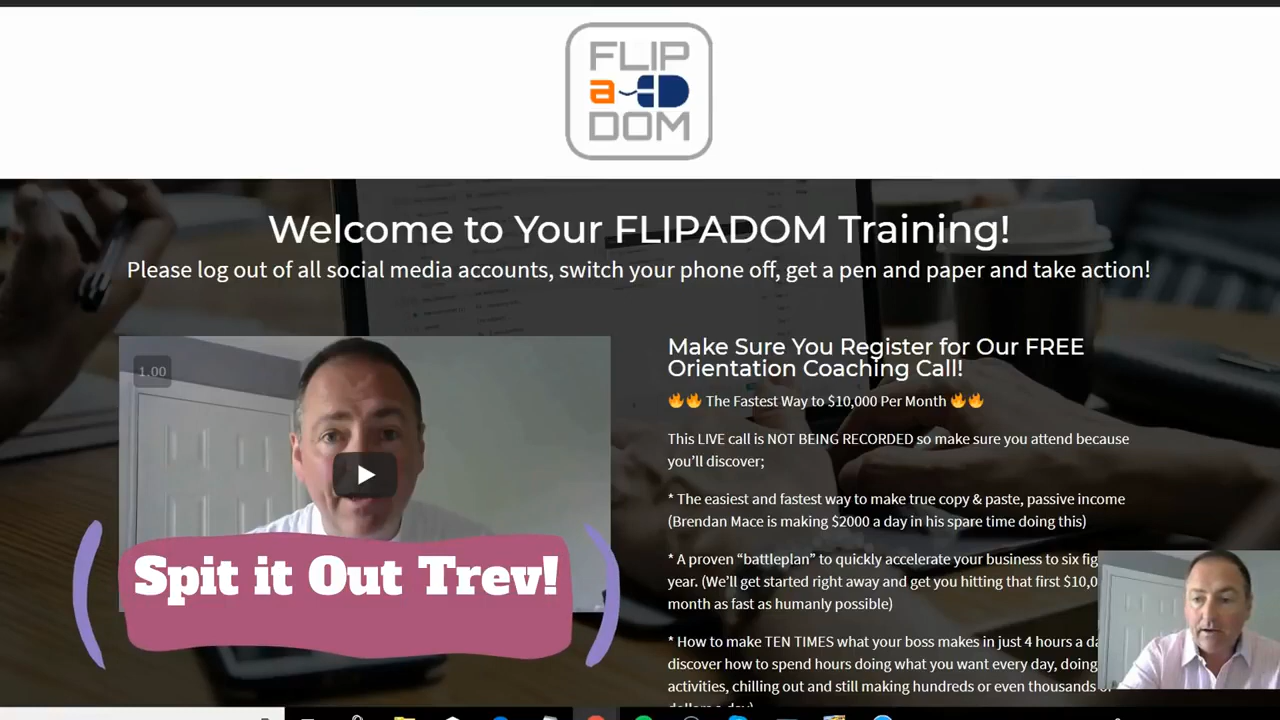 FLIP
a D
DOM
Welcome to Your FLIPADOM Training!
Please log out of all social media accounts, switch your phone off, get a pen and paper and take action!
1.00
Spit it Out Trev!
Make Sure You Register for Our FREE
Orientation Coaching Call!
🔥🔥 The Fastest Way to $10,000 Per Month 🔥🔥
This LIVE call is NOT BEING RECORDED so make sure you attend because
you’ll discover;
* The easiest and fastest way to make true copy & paste, passive income
(Brendan Mace is making $2000 a day in his spare time doing this)
* A proven “battleplan” to quickly accelerate your business to six fig
year. (We’ll get started right away and get you hitting that first $10,0
month as fast as humanly possible)
* How to make TEN TIMES what your boss makes in just 4 hours a da
discover how to spend hours doing what you want every day, doing
activities, chilling out and still making hundreds or even thousands